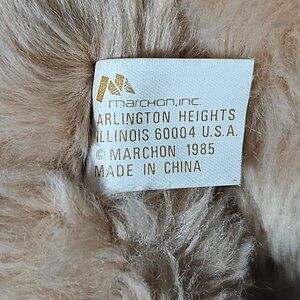 marchon, inc.
ARLINGTON HEIGHTS
ILLINOIS 60004 U.S.A.
© MARCHON 1985
MADE IN CHINA